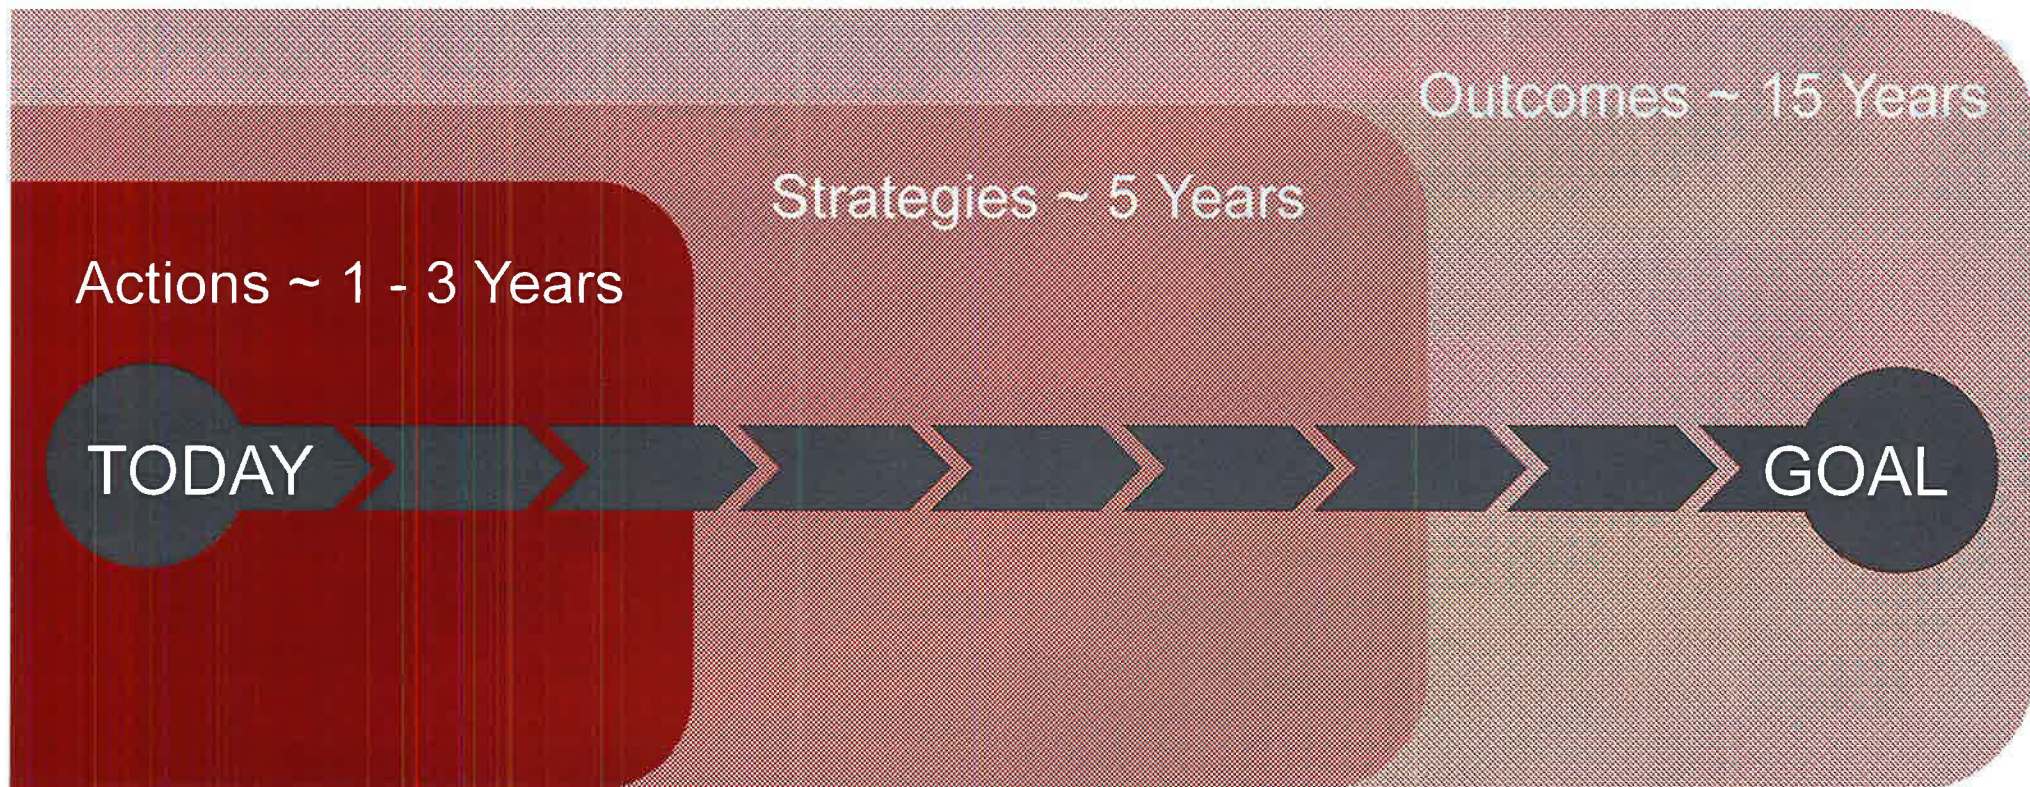 Outcomes ~ 15 Years
Strategies ~ 5 Years
Actions ~ 1 - 3 Years
TODAY
GOAL